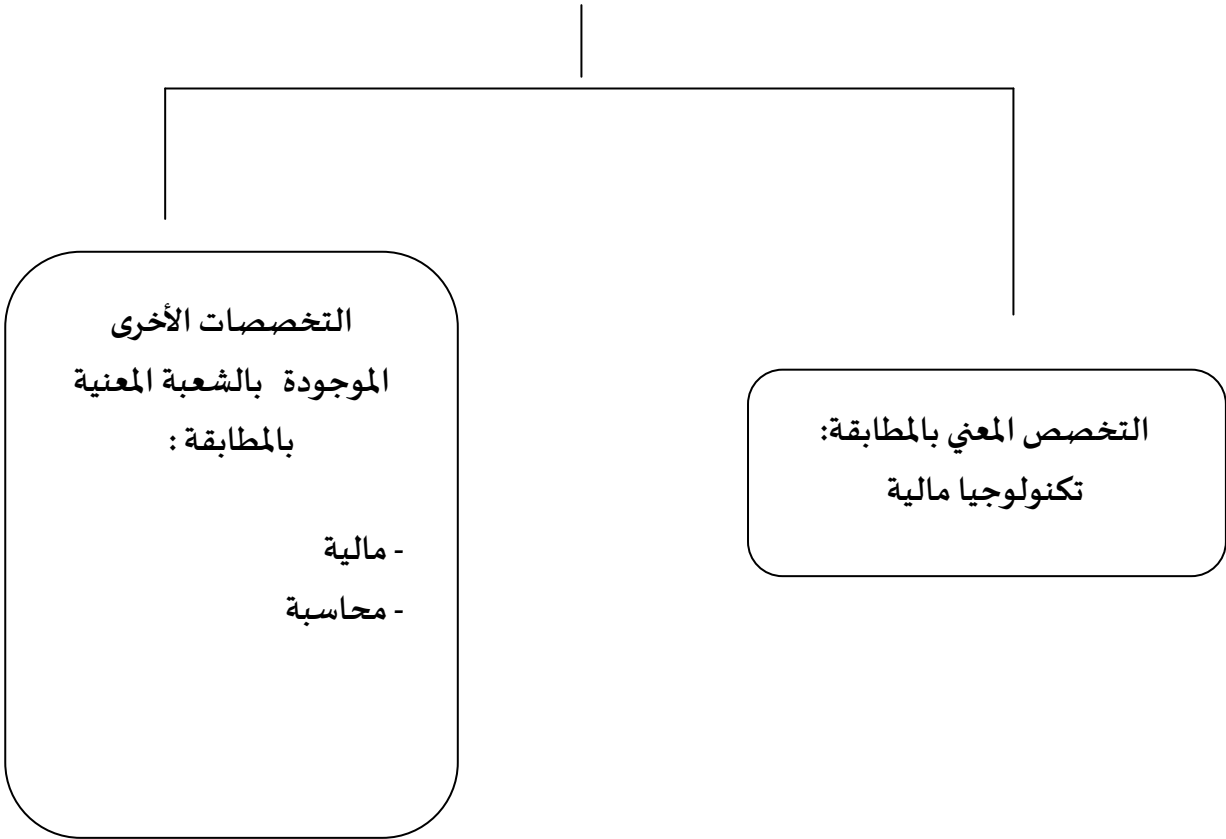 التخصص المعني بالمطابقة:
تكنولوجيا مالية
التخصصات الأخرى
الموجودة بالشعبة المعنية
بالمطابقة :
- مالية
- محاسبة